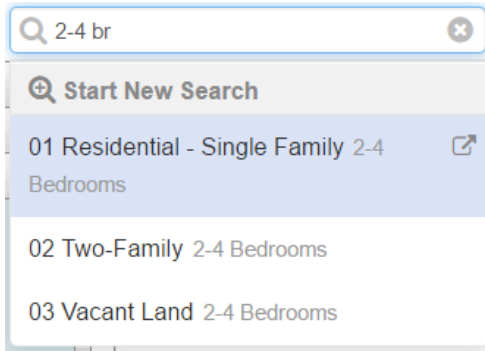 2-4 br
Start New Search
01 Residential - Single Family 2-4
Bedrooms
02 Two-Family 2-4 Bedrooms
03 Vacant Land 2-4 Bedrooms